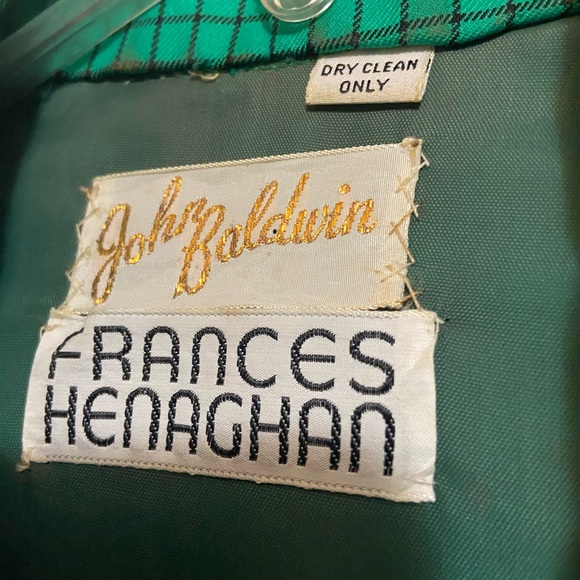 DRY CLEAN
ONLY
John Baldwin
FRANCES
HENAGHAN